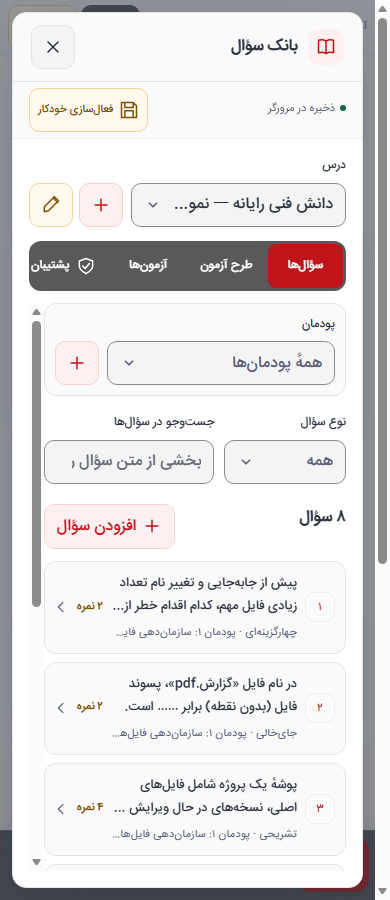 بانک سؤال
ذخیره در مرورگر
فعال‌سازی خودکار
درس
دانش فنی رایانه — نمو...
سؤال‌ها
طرح آزمون
آزمون‌ها
پشتیبان
پودمان
همهٔ پودمان‌ها
نوع سؤال
جست‌وجو در سؤال‌ها
همه
بخشی از متن سؤال ر
۸ سؤال
افزودن سؤال
۱
پیش از جابه‌جایی و تغییر نام تعداد
زیادی فایل مهم، کدام اقدام خطر از...
۲ نمره
چهارگزینه‌ای · پودمان ۱: سازمان‌دهی فایـ...
۲
در نام فایل «گزارش.pdf»، پسوند
فایل (بدون نقطه) برابر ...... است.
۲ نمره
جای‌خالی · پودمان ۱: سازمان‌دهی فایل‌هـ...
۳
پوشهٔ یک پروژه شامل فایل‌های
اصلی، نسخه‌های در حال ویرایش ...
۴ نمره
تشریحی · پودمان ۱: سازمان‌دهی فایل‌ها...